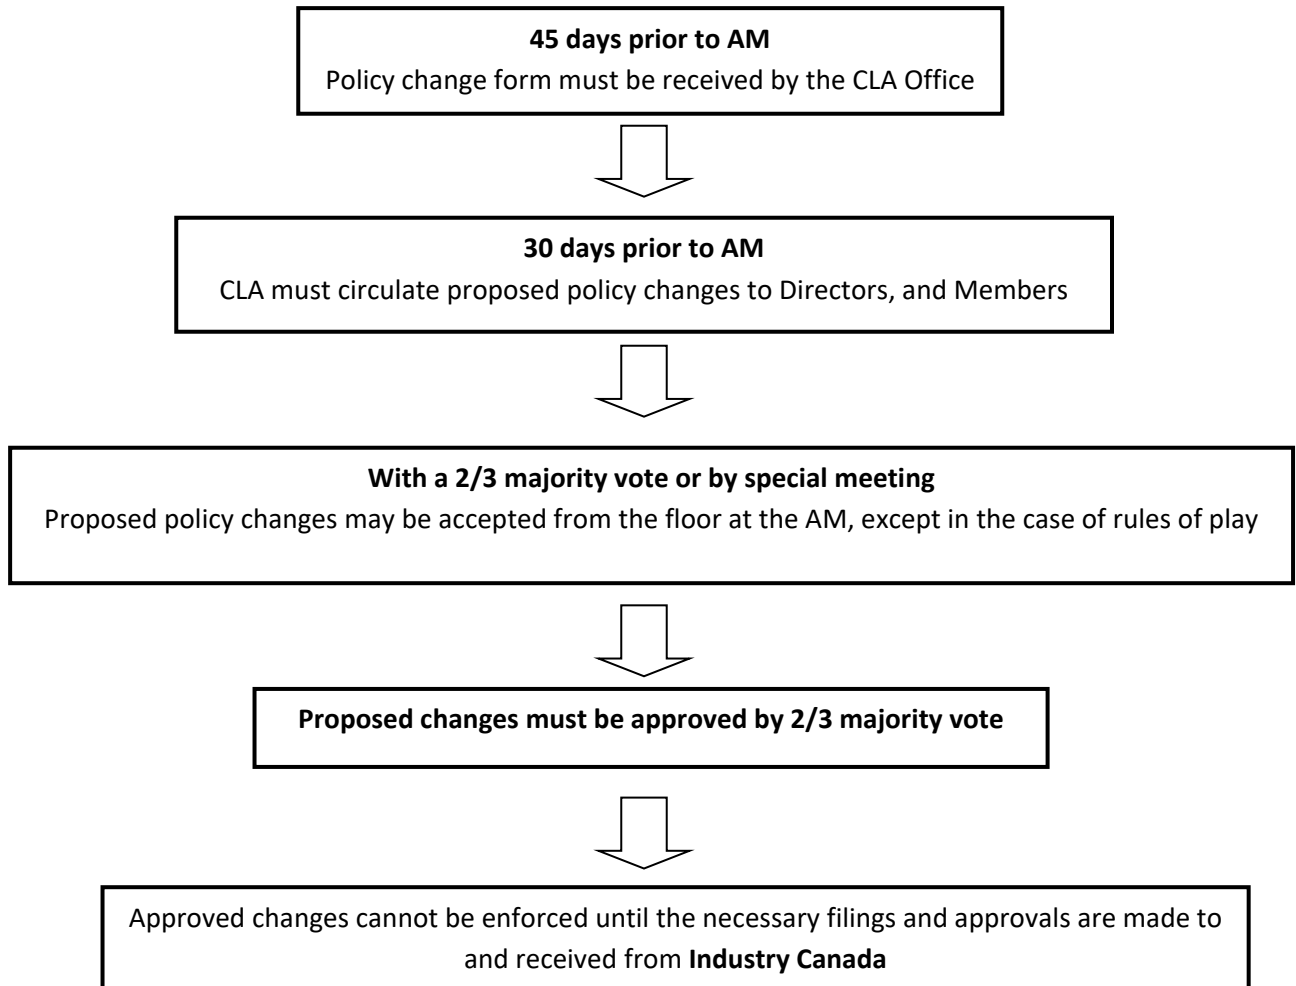 45 days prior to AM
Policy change form must be received by the CLA Office
30 days prior to AM
CLA must circulate proposed policy changes to Directors, and Members
With a 2/3 majority vote or by special meeting
Proposed policy changes may be accepted from the floor at the AM, except in the case of rules of play
Proposed changes must be approved by 2/3 majority vote
Approved changes cannot be enforced until the necessary filings and approvals are made to
and received from Industry Canada